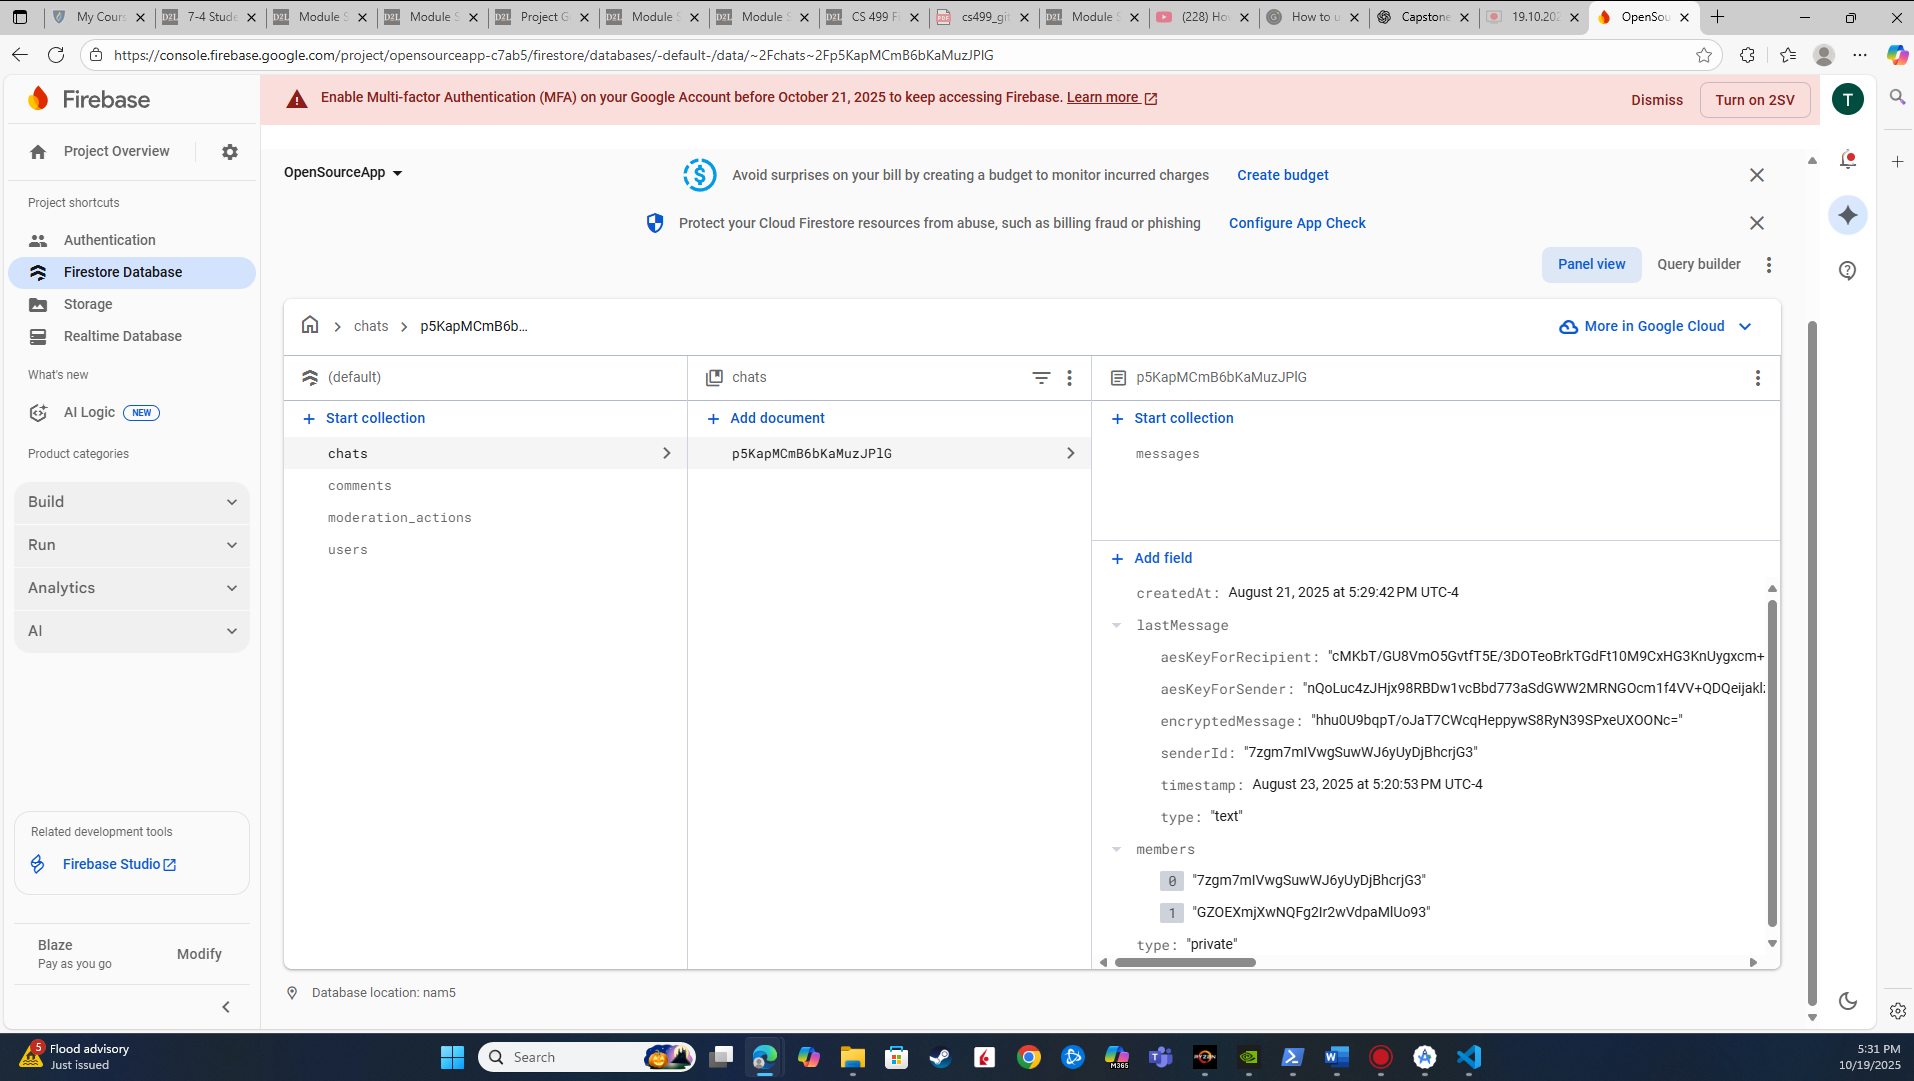 My Cours
7-4 Stude
Module S
Module S
Project G
Module S
Module S
CS 499 Fi
cs499_git
Module S
(228) Hov
How to u
Capstone
19.10.202
OpenSou
https://console.firebase.google.com/project/opensourceapp-c7ab5/firestore/databases/-default-/data/~2Fchats~2Fp5KapMCmB6bKaMuzJPlG
Firebase
Enable Multi-factor Authentication (MFA) on your Google Account before October 21, 2025 to keep accessing Firebase. Learn more
Dismiss
Turn on 2SV
T
Project Overview
OpenSourceApp
Avoid surprises on your bill by creating a budget to monitor incurred charges
Create budget
Project shortcuts
Protect your Cloud Firestore resources from abuse, such as billing fraud or phishing
Configure App Check
Authentication
Firestore Database
Storage
Realtime Database
Panel view
Query builder
What's new
AI Logic NEW
Product categories
Build
Run
Analytics
AI
chats
p5KapMCmB6b…
More in Google Cloud
(default)
Start collection
chats
comments
moderation_actions
users
chats
Add document
p5KapMCmB6bKaMuzJPlG
p5KapMCmB6bKaMuzJPlG
Start collection
messages
Add field
createdAt: August 21, 2025 at 5:29:42 PM UTC-4
lastMessage
aesKeyForRecipient: "cMKbT/GU8VmO5GvtfT5E/3DOTeoBrkTGdFt10M9CxHG3KnUygxcm+
aesKeyForSender: "nQoLuc4zJHjx98RBDw1vcBbd773aSdGWW2MRNGOcm1f4VV+QDQeijaklz
encryptedMessage: "hhu0U9bqpT/oJaT7CWcqHeppywS8RyN39SPxeUXOONc="
senderId: "7zgm7mIVwgSuwWJ6yUyDjBhcrjG3"
timestamp: August 23, 2025 at 5:20:53 PM UTC-4
type: "text"
members
0 "7zgm7mIVwgSuwWJ6yUyDjBhcrjG3"
1 "GZOEXmjXwNQFg2Ir2wVdpaMlUo93"
type: "private"
Database location: nam5
Related development tools
Firebase Studio
Blaze
Pay as you go
Modify
5
Flood advisory
Just issued
Search
M365
RYZEN
5:31 PM
10/19/2025